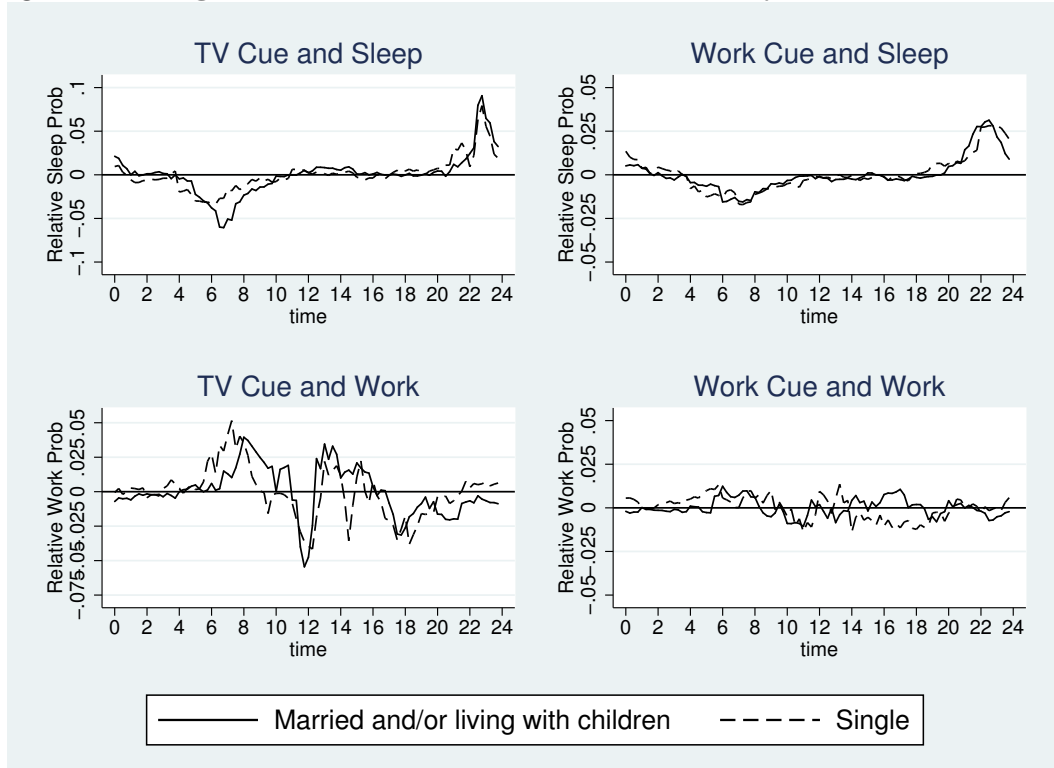 TV Cue and Sleep
Relative Sleep Prob
-.1 -.05 0 .05 .1
0 2 4 6 8 10 12 14 16 18 20 22 24
time
Work Cue and Sleep
Relative Sleep Prob
-.05 -.025 0 .025 .05
0 2 4 6 8 10 12 14 16 18 20 22 24
time
TV Cue and Work
Relative Work Prob
-.075 -.05 -.025 0 .025 .05
0 2 4 6 8 10 12 14 16 18 20 22 24
time
Work Cue and Work
Relative Work Prob
-.05 -.025 0 .025 .05
0 2 4 6 8 10 12 14 16 18 20 22 24
time
Married and/or living with children
Single